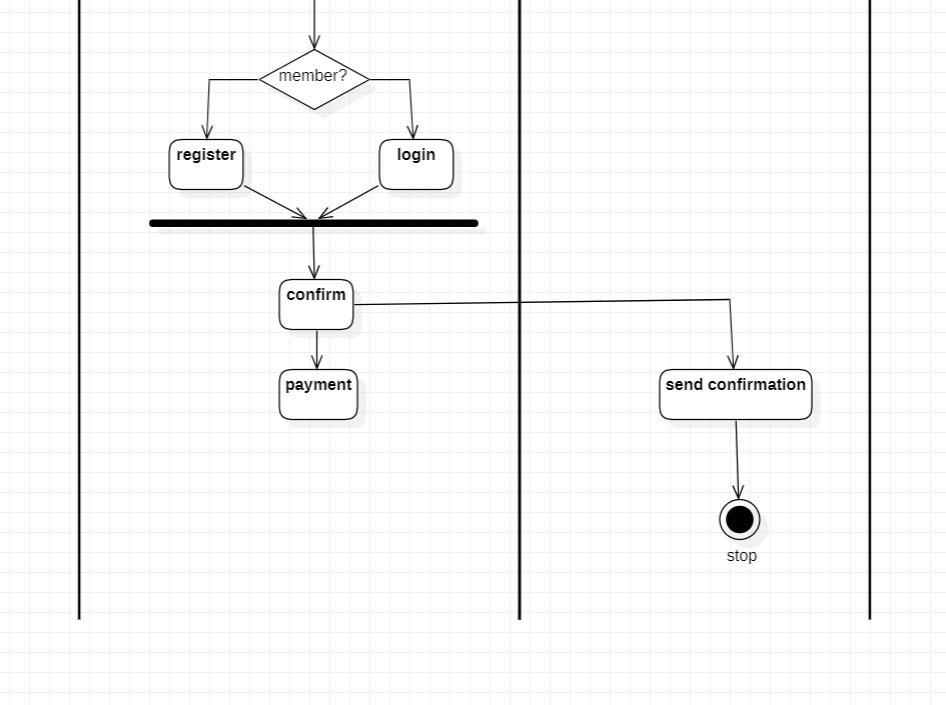 member?
register
login
confirm
payment
send confirmation
stop